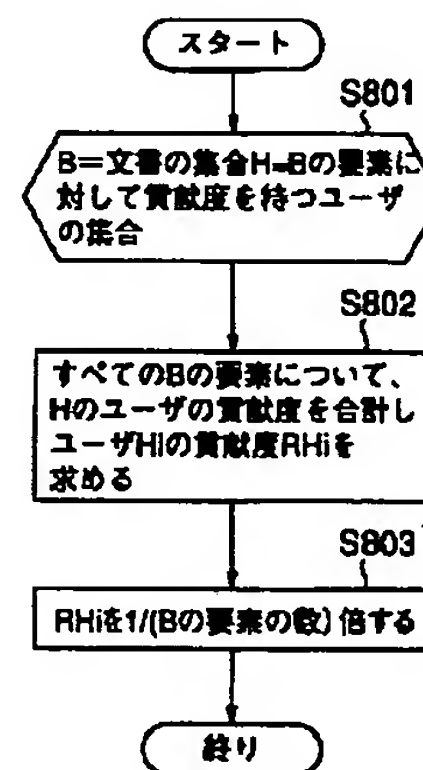 スタート
S801
B=文書の集合H=Bの要素に
対して貢献度を持つユーザ
の集合
S802
すべてのBの要素について、
Hのユーザの貢献度を合計し
ユーザHiの貢献度RHiを
求める
S803
RHiを1/(Bの要素の数)倍する
終り